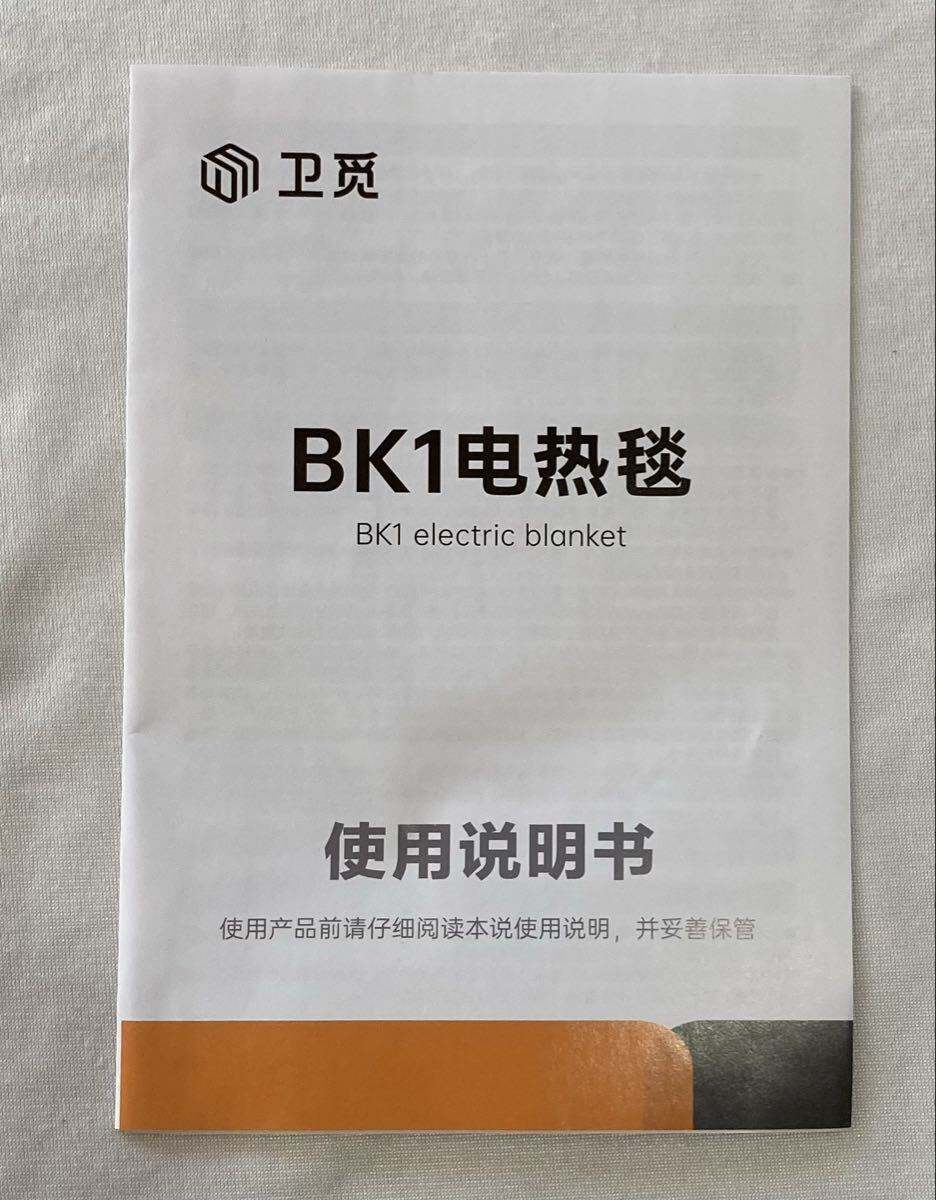 卫觅
BK1电热毯
BK1 electric blanket
使用说明书
使用产品前请仔细阅读本说使用说明，并妥善保管